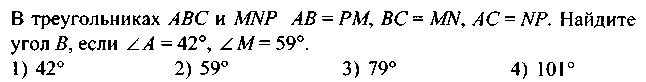 В треугольниках ABC и MNP AB = PM, BC = MN, AC = NP. Найдите
угол B, если ∠A = 42°, ∠M = 59°.
1) 42° 2) 59° 3) 79° 4) 101°